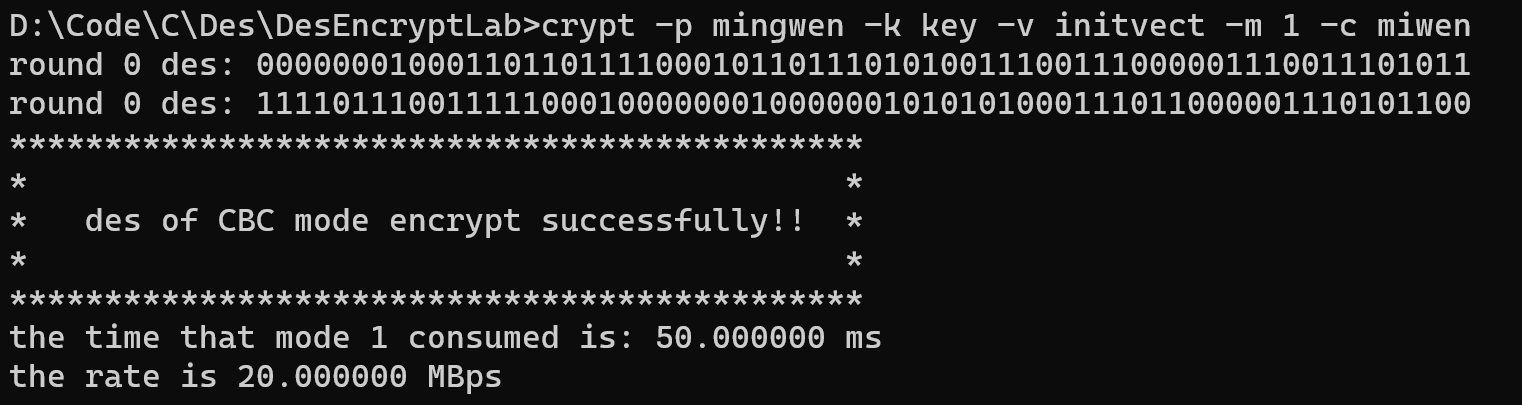 D:\Code\C\Des\DesEncryptLab>crypt -p mingwen -k key -v initvect -m 1 -c miwen
round 0 des: 0000000100011011011110001011011101010011100111000001110011101011
round 0 des: 1111011100111110001000000010000001010101000111011000001110101100
*********************************************
*                                           *
*   des of CBC mode encrypt successfully!!  *
*                                           *
*********************************************
the time that mode 1 consumed is: 50.000000 ms
the rate is 20.000000 MBps